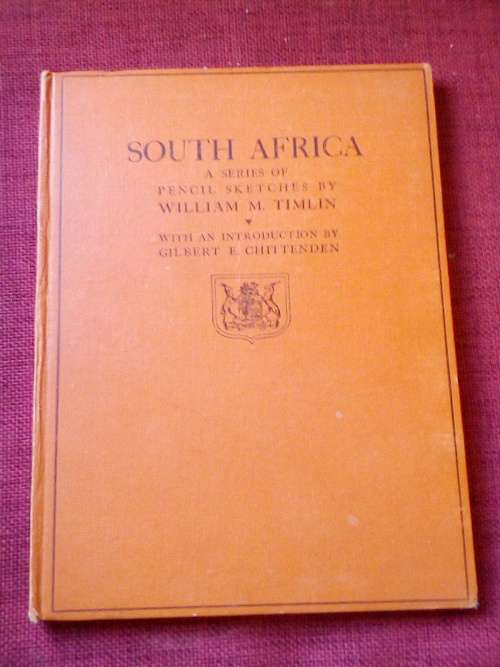 SOUTH AFRICA
A SERIES OF
PENCIL SKETCHES BY
WILLIAM M. TIMLIN
WITH AN INTRODUCTION BY
GILBERT E. CHITTENDEN